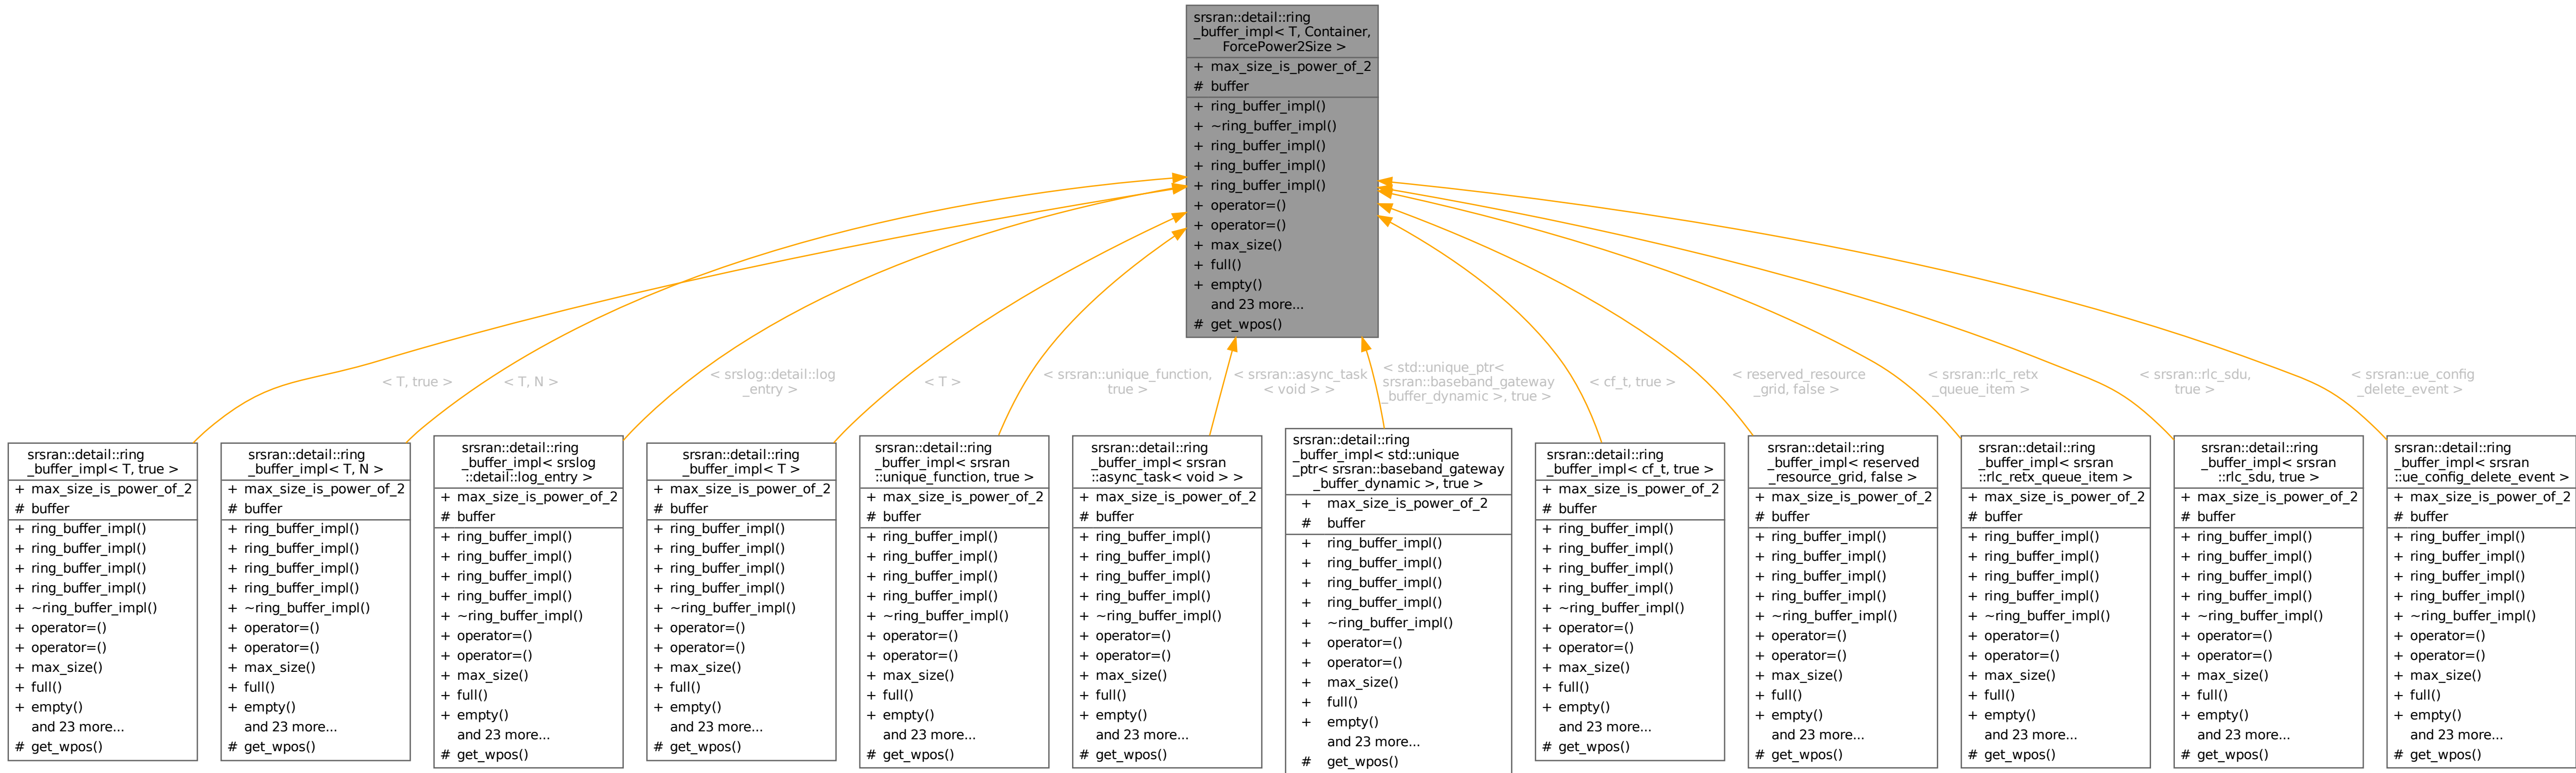 srsran::detail::ring
_buffer_impl< T, Container,
ForcePower2Size >
+ max_size_is_power_of_2
# buffer
+ ring_buffer_impl()
+ ~ring_buffer_impl()
+ ring_buffer_impl()
+ ring_buffer_impl()
+ ring_buffer_impl()
+ operator=()
+ operator=()
+ max_size()
+ full()
+ empty()
and 23 more...
# get_wpos()
< T, true >
< T, N >
< srslog::detail::log
_entry >
< T >
< srsran::unique_function,
true >
< srsran::async_task
< void > >
< std::unique_ptr<
srsran::baseband_gateway
_buffer_dynamic >, true >
< cf_t, true >
< reserved_resource
_grid, false >
< srsran::rlc_retx
_queue_item >
< srsran::rlc_sdu,
true >
< srsran::ue_config
_delete_event >
srsran::detail::ring
_buffer_impl< T, true >
+ max_size_is_power_of_2
# buffer
+ ring_buffer_impl()
+ ring_buffer_impl()
+ ring_buffer_impl()
+ ring_buffer_impl()
+ ~ring_buffer_impl()
+ operator=()
+ operator=()
+ max_size()
+ full()
+ empty()
and 23 more...
# get_wpos()
srsran::detail::ring
_buffer_impl< T, N >
+ max_size_is_power_of_2
# buffer
+ ring_buffer_impl()
+ ring_buffer_impl()
+ ring_buffer_impl()
+ ring_buffer_impl()
+ ~ring_buffer_impl()
+ operator=()
+ operator=()
+ max_size()
+ full()
+ empty()
and 23 more...
# get_wpos()
srsran::detail::ring
_buffer_impl< srslog
::detail::log_entry >
+ max_size_is_power_of_2
# buffer
+ ring_buffer_impl()
+ ring_buffer_impl()
+ ring_buffer_impl()
+ ring_buffer_impl()
+ ~ring_buffer_impl()
+ operator=()
+ operator=()
+ max_size()
+ full()
+ empty()
and 23 more...
# get_wpos()
srsran::detail::ring
_buffer_impl< T >
+ max_size_is_power_of_2
# buffer
+ ring_buffer_impl()
+ ring_buffer_impl()
+ ring_buffer_impl()
+ ring_buffer_impl()
+ ~ring_buffer_impl()
+ operator=()
+ operator=()
+ max_size()
+ full()
+ empty()
and 23 more...
# get_wpos()
srsran::detail::ring
_buffer_impl< srsran
::unique_function, true >
+ max_size_is_power_of_2
# buffer
+ ring_buffer_impl()
+ ring_buffer_impl()
+ ring_buffer_impl()
+ ring_buffer_impl()
+ ~ring_buffer_impl()
+ operator=()
+ operator=()
+ max_size()
+ full()
+ empty()
and 23 more...
# get_wpos()
srsran::detail::ring
_buffer_impl< srsran
::async_task< void > >
+ max_size_is_power_of_2
# buffer
+ ring_buffer_impl()
+ ring_buffer_impl()
+ ring_buffer_impl()
+ ring_buffer_impl()
+ ~ring_buffer_impl()
+ operator=()
+ operator=()
+ max_size()
+ full()
+ empty()
and 23 more...
# get_wpos()
srsran::detail::ring
_buffer_impl< std::unique
_ptr< srsran::baseband_gateway
_buffer_dynamic >, true >
+ max_size_is_power_of_2
# buffer
+ ring_buffer_impl()
+ ring_buffer_impl()
+ ring_buffer_impl()
+ ring_buffer_impl()
+ ~ring_buffer_impl()
+ operator=()
+ operator=()
+ max_size()
+ full()
+ empty()
and 23 more...
# get_wpos()
srsran::detail::ring
_buffer_impl< cf_t, true >
+ max_size_is_power_of_2
# buffer
+ ring_buffer_impl()
+ ring_buffer_impl()
+ ring_buffer_impl()
+ ring_buffer_impl()
+ ~ring_buffer_impl()
+ operator=()
+ operator=()
+ max_size()
+ full()
+ empty()
and 23 more...
# get_wpos()
srsran::detail::ring
_buffer_impl< reserved
_resource_grid, false >
+ max_size_is_power_of_2
# buffer
+ ring_buffer_impl()
+ ring_buffer_impl()
+ ring_buffer_impl()
+ ring_buffer_impl()
+ ~ring_buffer_impl()
+ operator=()
+ operator=()
+ max_size()
+ full()
+ empty()
and 23 more...
# get_wpos()
srsran::detail::ring
_buffer_impl< srsran
::rlc_retx_queue_item >
+ max_size_is_power_of_2
# buffer
+ ring_buffer_impl()
+ ring_buffer_impl()
+ ring_buffer_impl()
+ ring_buffer_impl()
+ ~ring_buffer_impl()
+ operator=()
+ operator=()
+ max_size()
+ full()
+ empty()
and 23 more...
# get_wpos()
srsran::detail::ring
_buffer_impl< srsran
::rlc_sdu, true >
+ max_size_is_power_of_2
# buffer
+ ring_buffer_impl()
+ ring_buffer_impl()
+ ring_buffer_impl()
+ ring_buffer_impl()
+ ~ring_buffer_impl()
+ operator=()
+ operator=()
+ max_size()
+ full()
+ empty()
and 23 more...
# get_wpos()
srsran::detail::ring
_buffer_impl< srsran
::ue_config_delete_event >
+ max_size_is_power_of_2
# buffer
+ ring_buffer_impl()
+ ring_buffer_impl()
+ ring_buffer_impl()
+ ring_buffer_impl()
+ ~ring_buffer_impl()
+ operator=()
+ operator=()
+ max_size()
+ full()
+ empty()
and 23 more...
# get_wpos()